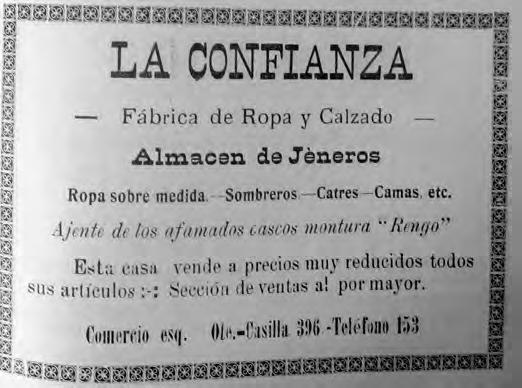 LA CONFIANZA
— Fábrica de Ropa y Calzado —
Almacen de Jèneros
Ropa sobre medida.—Sombreros—Catres—Camas, etc.
Ajente de los afamados cascos montura "Rengo"
Esta casa vende a precios muy reducidos todos
sus artículos :-: Sección de ventas al por mayor.
Comercio esq. Ote.-Casilla 396-Teléfono 153